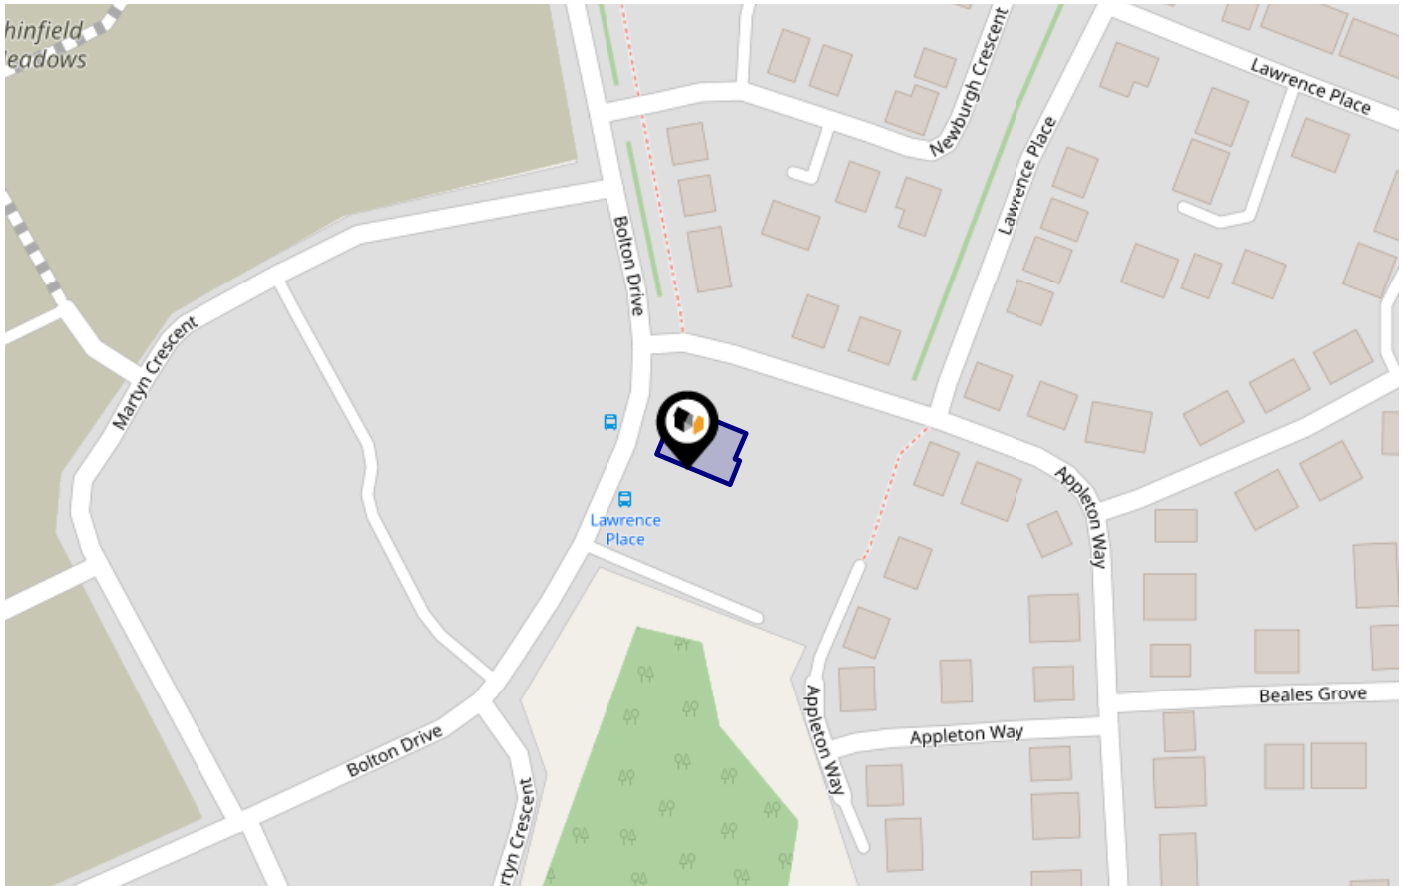 hinfield
eadows
Newburgh Crescent
Lawrence Place
Lawrence Place
Bolton Drive
Martyn Crescent
Lawrence
Place
Appleton Way
Beales Grove
Appleton Way
Appleton Way
Bolton Drive
rtyn Crescent